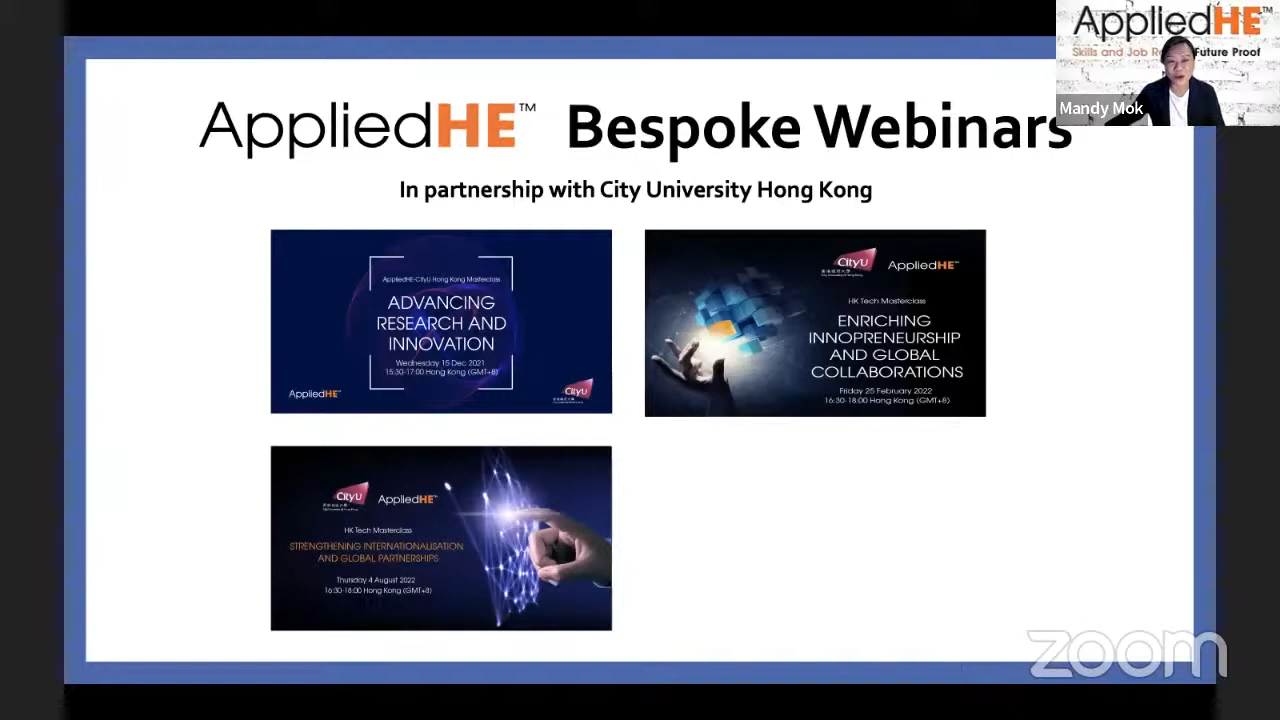 AppliedHE™
Skills and Job Re
Future Proof
Mandy Mok
AppliedHE™ Bespoke Webinars
In partnership with City University Hong Kong
AppliedHE-CityU Hong Kong Masterclass
ADVANCING
RESEARCH AND
INNOVATION
Wednesday 15 Dec 2021
15:30-17:00 Hong Kong (GMT+8)
AppliedHE™
CityU
CityU
AppliedHE™
HK Tech Masterclass
ENRICHING
INNOPRENEURSHIP
AND GLOBAL
COLLABORATIONS
Friday 25 February 2022
16:30-18:00 Hong Kong (GMT+8)
CityU
AppliedHE™
HK Tech Masterclass
STRENGTHENING INTERNATIONALISATION
AND GLOBAL PARTNERSHIPS
Thursday 4 August 2022
16:30-18:00 Hong Kong (GMT+8)
zoom